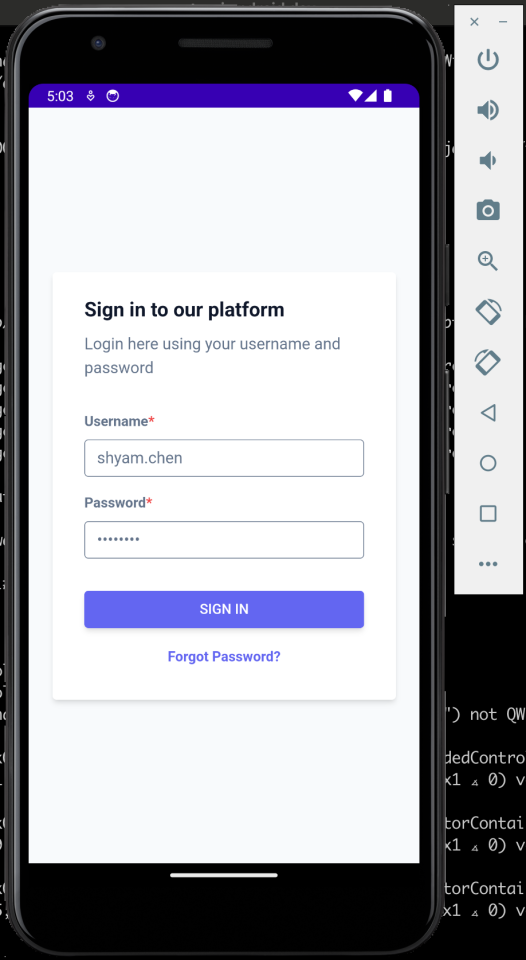 5:03
Sign in to our platform
Login here using your username and
password
Username*
shyam.chen
Password*
••••••••
SIGN IN
Forgot Password?
") not QW
dedContro
x1 ⦞ 0) v
torContai
x1 ⦞ 0) v
torContai
x1 ⦞ 0) v